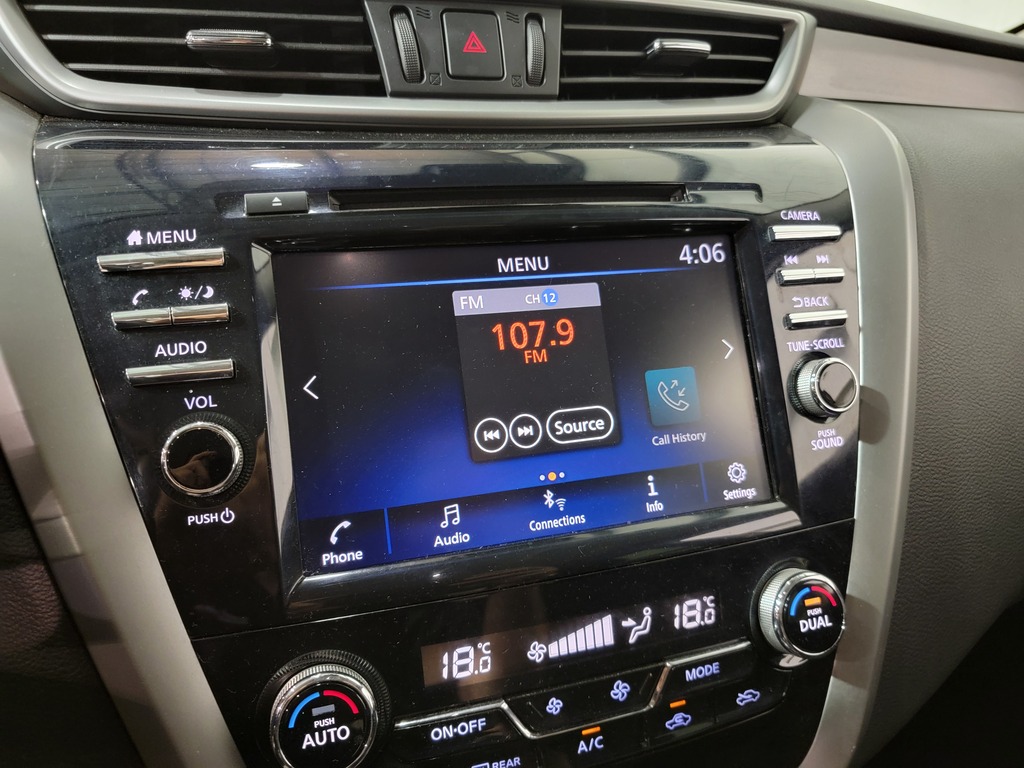 MENU
AUDIO
VOL
PUSH
MENU
4:06
FM CH 12
107.9
FM
Source
Call History
Phone
Audio
Connections
Info
Settings
CAMERA
BACK
TUNE·SCROLL
PUSH
SOUND
18.0°C
18.0°C
PUSH
AUTO
ON·OFF
MODE
A/C
REAR
PUSH
DUAL